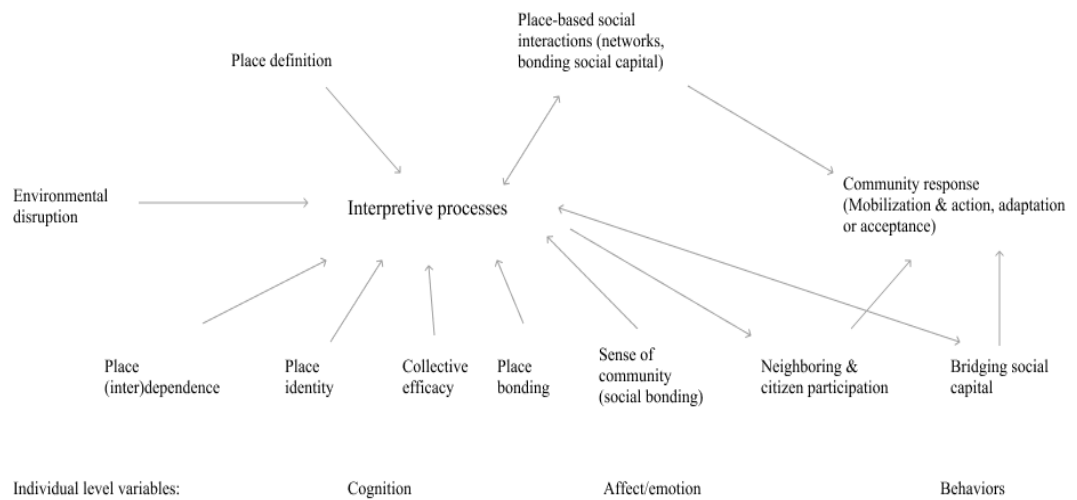 Place-based social
interactions (networks,
bonding social capital)
Place definition
Environmental
disruption
Interpretive processes
Community response
(Mobilization & action, adaptation
or acceptance)
Place
(inter)dependence
Place
identity
Collective
efficacy
Place
bonding
Sense of
community
(social bonding)
Neighboring &
citizen participation
Bridging social
capital
Individual level variables:
Cognition
Affect/emotion
Behaviors